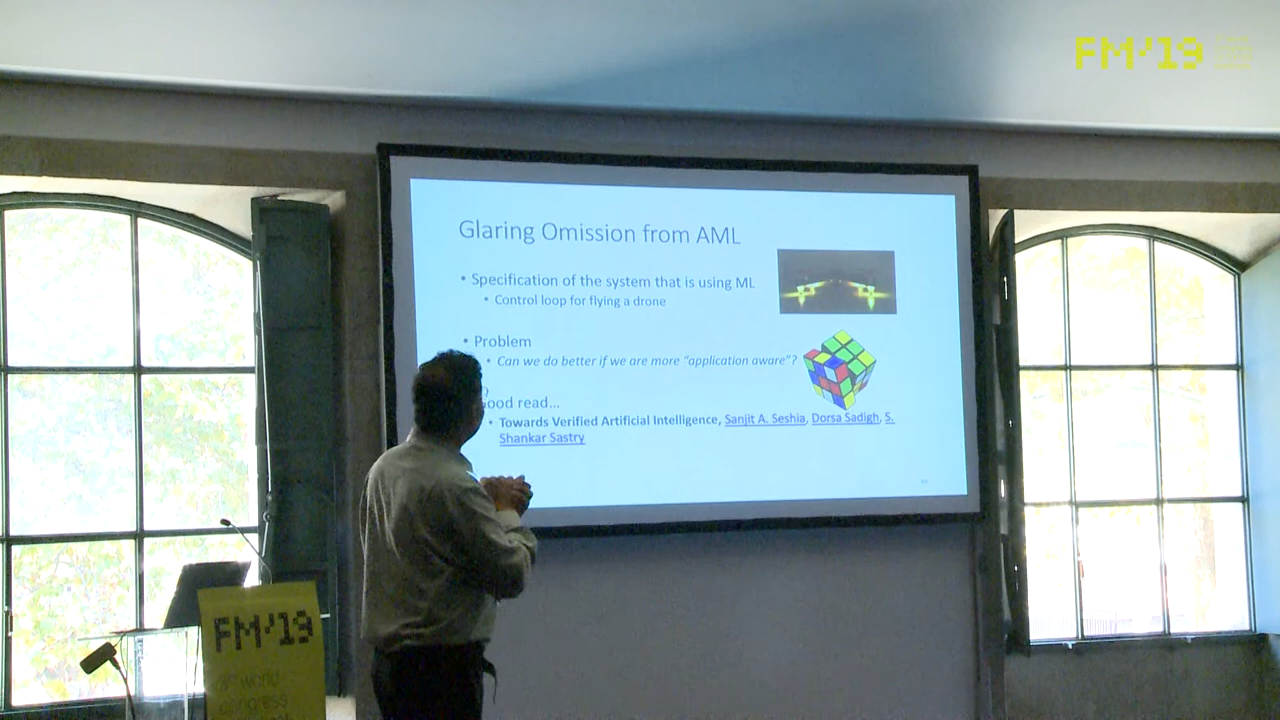 FM'19
Glaring Omission from AML
• Specification of the system that is using ML
• Control loop for flying a drone
• Problem
• Can we do better if we are more “application aware”?
ood read...
• Towards Verified Artificial Intelligence, Sanjit A. Seshia, Dorsa Sadigh, S.
Shankar Sastry
FM'19
world
congress